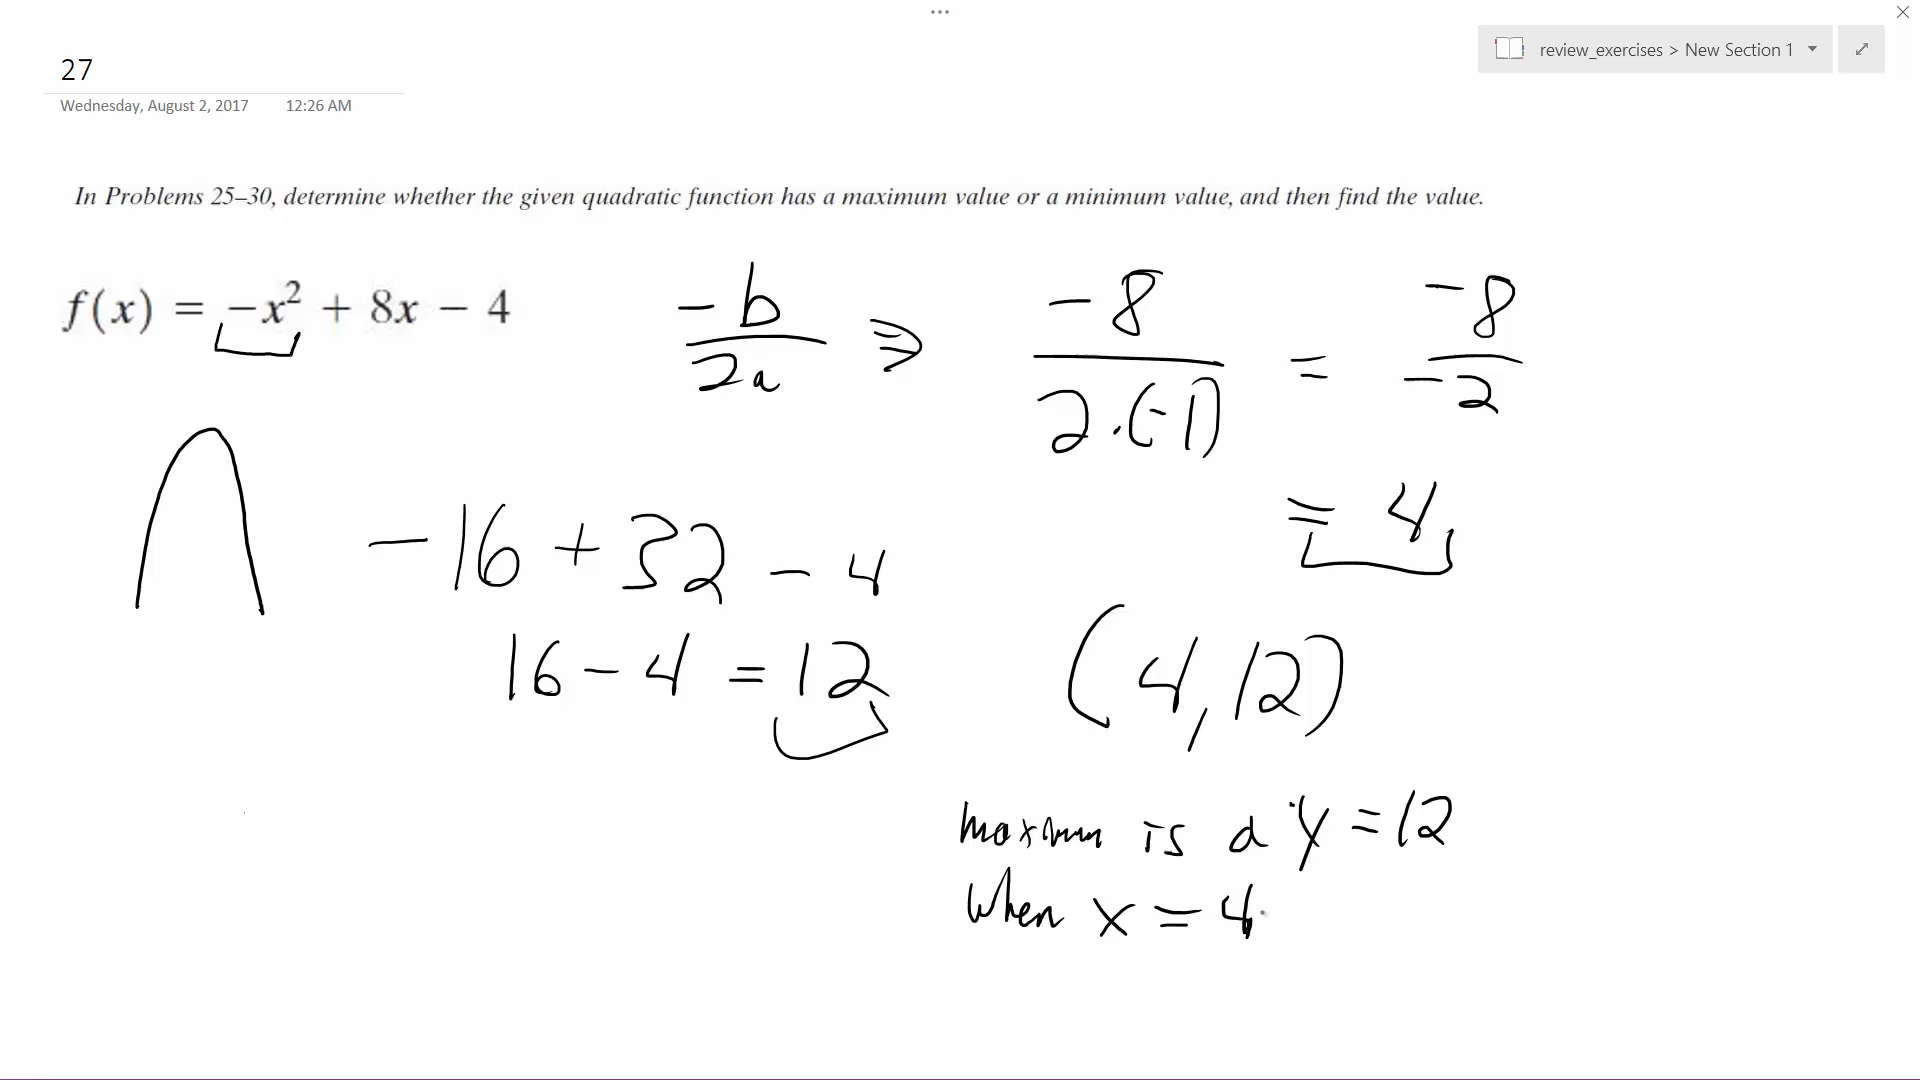 ...
review_exercises > New Section 1
27
Wednesday, August 2, 2017 12:26 AM
In Problems 25–30, determine whether the given quadratic function has a maximum value or a minimum value, and then find the value.
f(x) = −x² + 8x − 4
-b/2a ⇒ -8/2·(-1) = -8/-2
= 4
-16 + 32 - 4
16 - 4 = 12
(4, 12)
maxmum is a y = 12
when x = 4